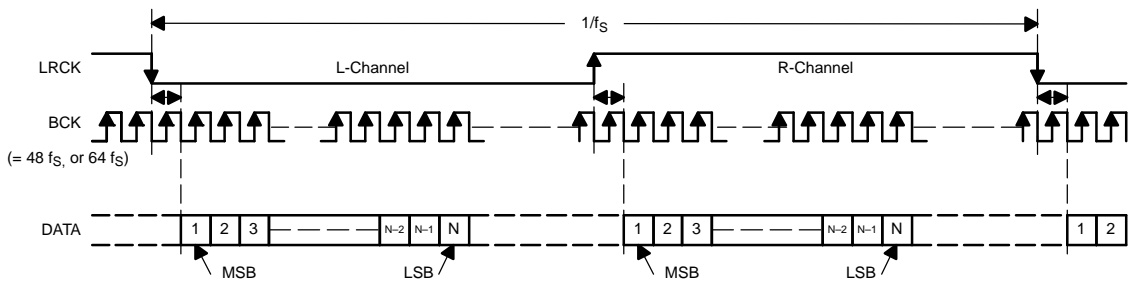 1/fS
LRCK
L-Channel
R-Channel
BCK
(= 48 fS, or 64 fS)
DATA
1 2 3 N–2 N–1 N 1 2 3 N–2 N–1 N 1 2
MSB LSB MSB LSB